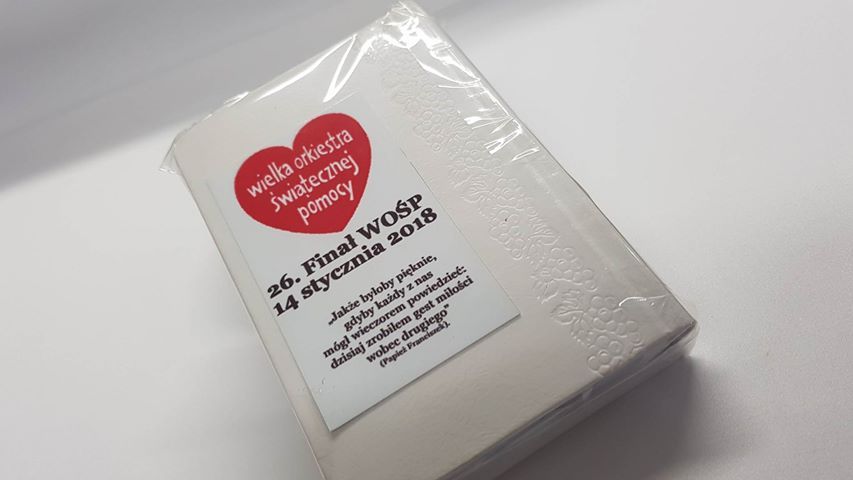 wielka orkiestra
świątecznej
pomocy
26. Finał WOŚP
14 stycznia 2018
„Jakże byłoby pięknie,
gdyby każdy z nas
mógł wieczorem powiedzieć:
dzisiaj zrobiłem gest miłości
wobec drugiego"
(Papież Franciszek).